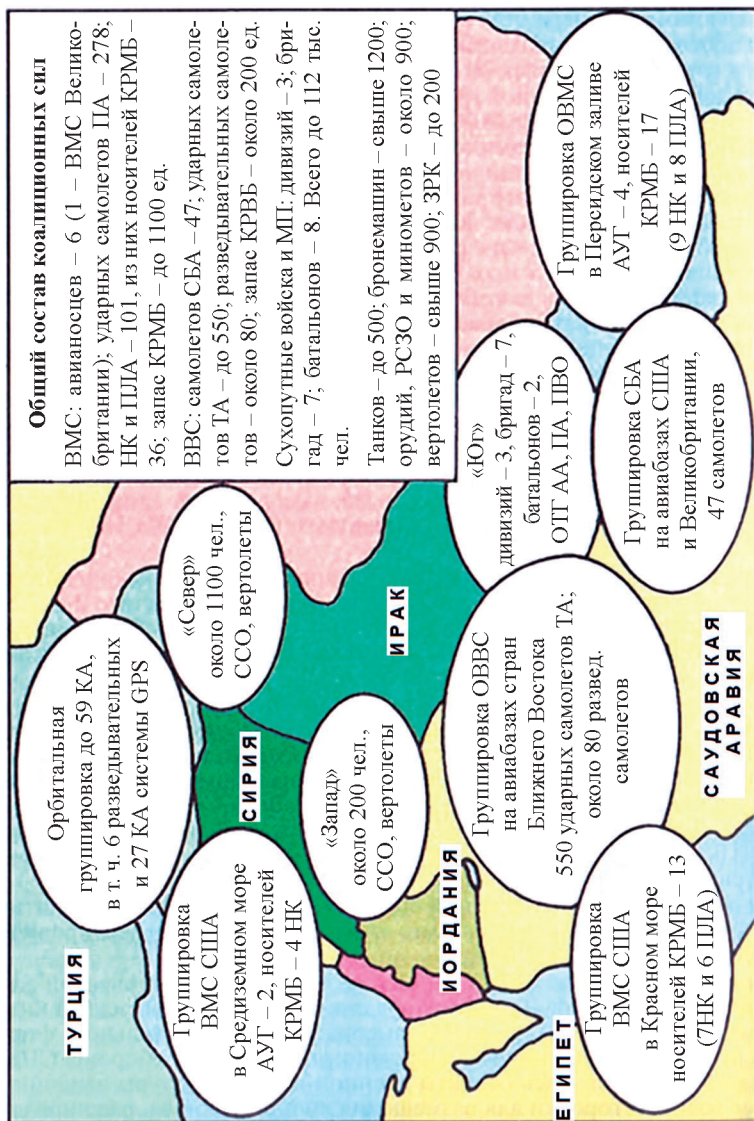 Общий состав коалиционных сил
ВМС: авианосцев – 6 (1 – ВМС Велико-
британии); ударных самолетов ПА – 278;
НК и ПЛА – 101, из них носителей КРМБ –
36; запас КРМБ – до 1100 ед.
ВВС: самолетов СБА – 47; ударных самоле-
тов ТА – до 550; разведывательных самоле-
тов – около 80; запас КРВБ – около 200 ед.
Сухопутные войска и МП: дивизий – 3; бри-
гад – 7; батальонов – 8. Всего до 112 тыс.
чел.
Танков – до 500; бронемашин – свыше 1200;
орудий, РСЗО и минометов – около 900;
вертолетов – свыше 900; ЗРК – до 200
ТУРЦИЯ
Орбитальная
группировка до 59 КА,
в т. ч. 6 разведывательных
и 27 КА системы GPS
«Север»
около 1100 чел.,
ССО, вертолеты
СИРИЯ
Группировка
ВМС США
в Средиземном море
АУГ – 2, носителей
КРМБ – 4 НК
«Запад»
около 200 чел.,
ССО, вертолеты
ИРАК
«Юг»
дивизий – 3, бригад – 7,
батальонов – 2,
ОТГ АА, ПА, ПВО
Группировка ОВМС
в Персидском заливе
АУГ – 4, носителей
КРМБ – 17
(9 НК и 8 ПЛА)
ИОРДАНИЯ
Группировка ОВВС
на авиабазах стран
Ближнего Востока
550 ударных самолетов ТА;
около 80 развед.
самолетов
Группировка СБА
на авиабазах США
и Великобритании,
47 самолетов
ЕГИПЕТ
Группировка
ВМС США
в Красном море
носителей КРМБ – 13
(7НК и 6 ПЛА)
САУДОВСКАЯ
АРАВИЯ